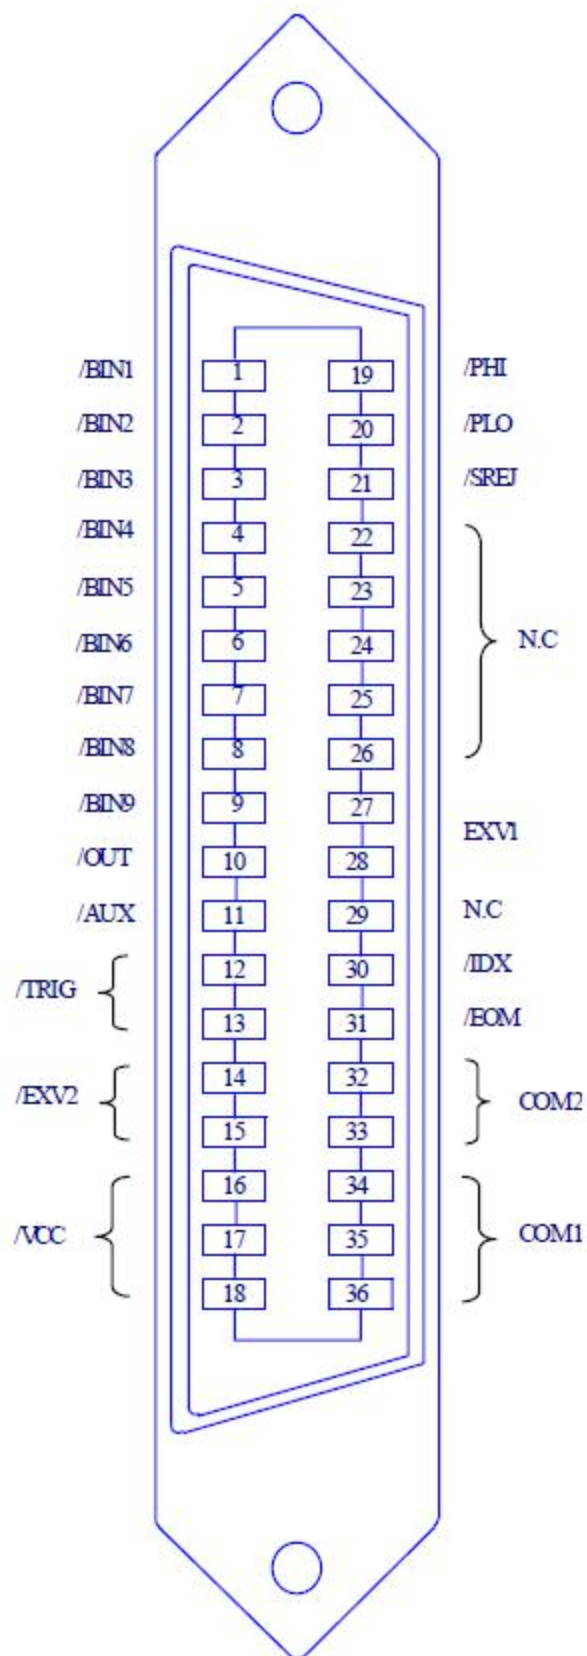 /BIN1 1 19 /PHI
/BIN2 2 20 /PLO
/BIN3 3 21 /SREJ
/BIN4 4 22
/BIN5 5 23
/BIN6 6 24 N.C
/BIN7 7 25
/BIN8 8 26
/BIN9 9 27
EXV1
/OUT 10 28
/AUX 11 29 N.C
12 30 /IDX
/TRIG
13 31 /EOM
14 32
/EXV2 COM2
15 33
16 34
/VCC 17 35 COM1
18 36